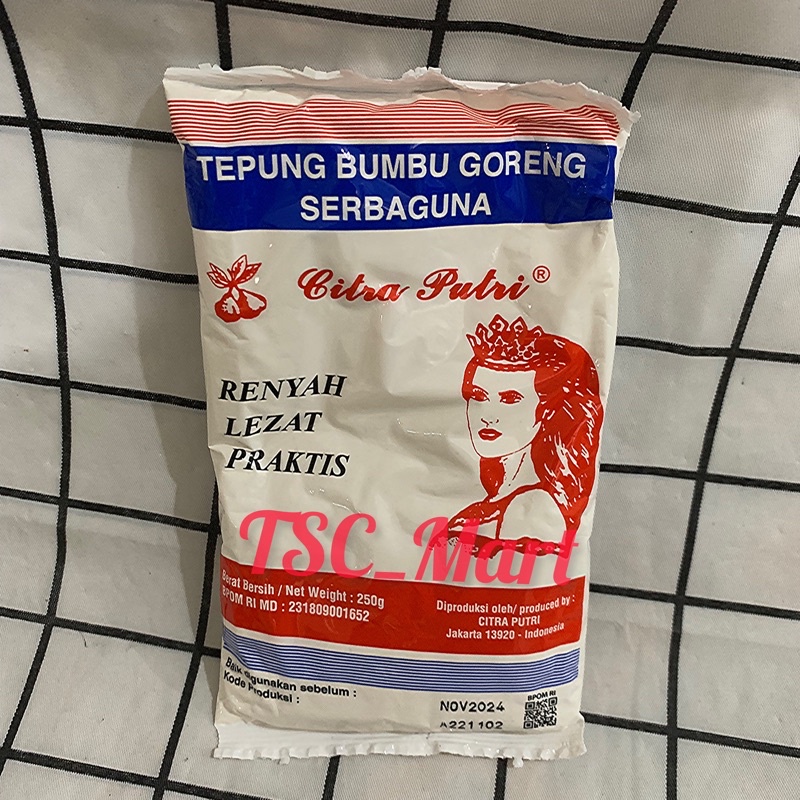 TEPUNG BUMBU GORENG
SERBAGUNA
Citra Putri ®
RENYAH
LEZAT
PRAKTIS
TSC_Mart
Berat Bersih / Net Weight : 250g
BPOM RI MD : 231809001652
Diproduksi oleh/ produced by :
CITRA PUTRI
Jakarta 13920 - Indonesia
Baik digunakan sebelum :
Kode Produksi :
NOV2024
A221102
BPOM RI